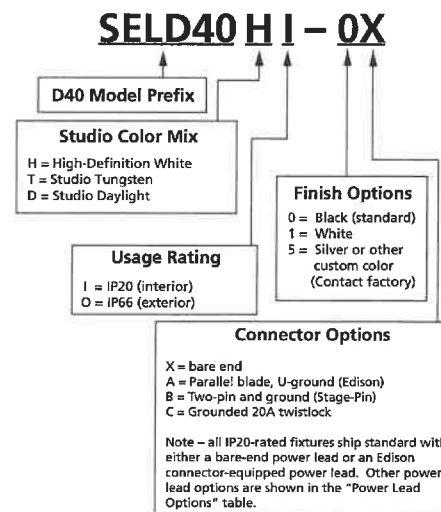 SELD40 H I – 0X
D40 Model Prefix
Studio Color Mix
H = High-Definition White
T = Studio Tungsten
D = Studio Daylight
Usage Rating
I = IP20 (interior)
O = IP66 (exterior)
Finish Options
0 = Black (standard)
1 = White
5 = Silver or other
custom color
(Contact factory)
Connector Options
X = bare end
A = Parallel blade, U-ground (Edison)
B = Two-pin and ground (Stage-Pin)
C = Grounded 20A twistlock
Note – all IP20-rated fixtures ship standard with
either a bare-end power lead or an Edison
connector-equipped power lead. Other power
lead options are shown in the "Power Lead
Options" table.